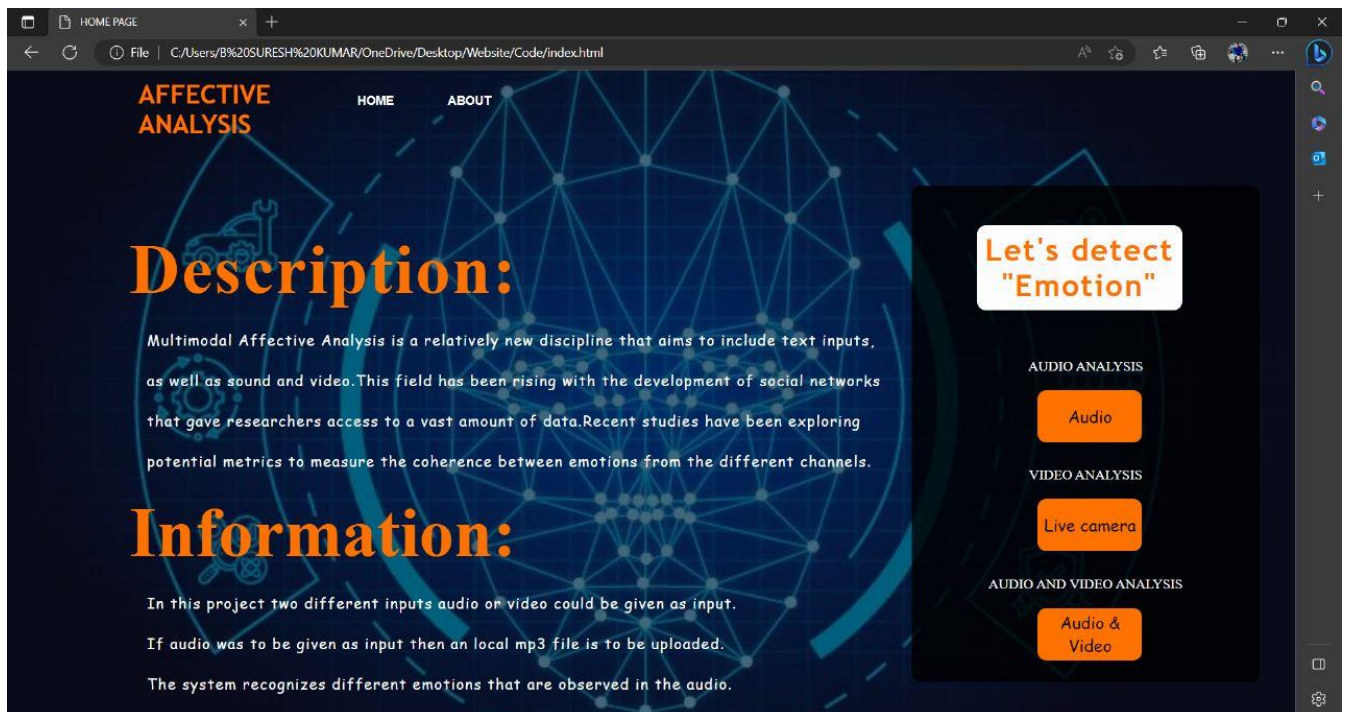 HOME PAGE
File | C:/Users/B%20SURESH%20KUMAR/OneDrive/Desktop/Website/Code/index.html
AFFECTIVE
ANALYSIS
HOME
ABOUT
Description:
Multimodal Affective Analysis is a relatively new discipline that aims to include text inputs,
as well as sound and video.This field has been rising with the development of social networks
that gave researchers access to a vast amount of data.Recent studies have been exploring
potential metrics to measure the coherence between emotions from the different channels.
Information:
In this project two different inputs audio or video could be given as input.
If audio was to be given as input then an local mp3 file is to be uploaded.
The system recognizes different emotions that are observed in the audio.
Let's detect
"Emotion"
AUDIO ANALYSIS
Audio
VIDEO ANALYSIS
Live camera
AUDIO AND VIDEO ANALYSIS
Audio &
Video